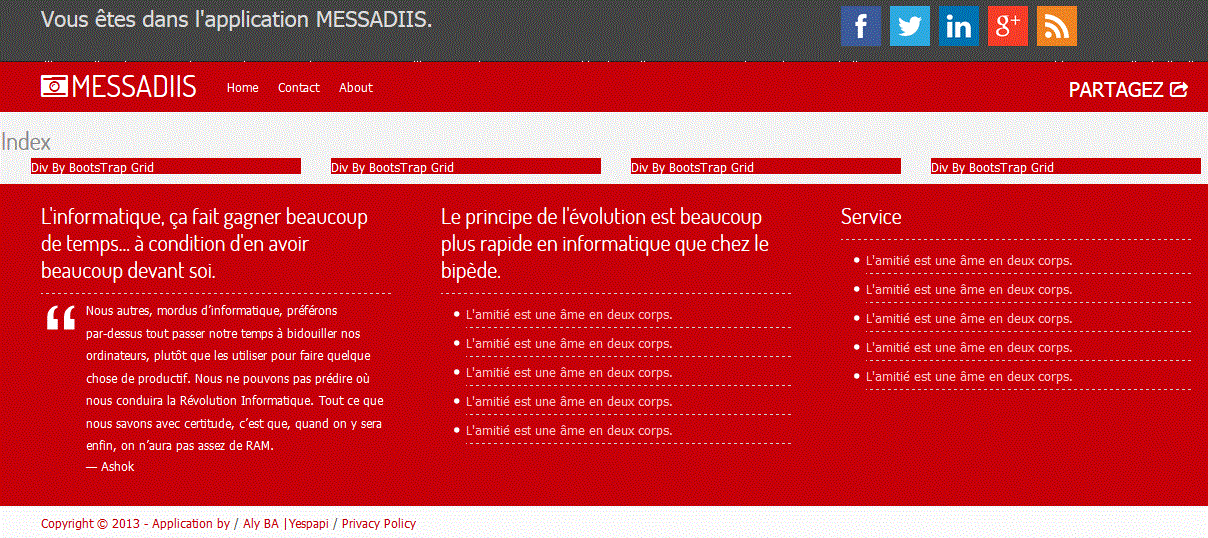 Vous êtes dans l'application MESSADIIS.
MESSADIIS
Home Contact About
PARTAGEZ
Index
Div By BootsTrap Grid
Div By BootsTrap Grid
Div By BootsTrap Grid
Div By BootsTrap Grid
L'informatique, ça fait gagner beaucoup
de temps... à condition d'en avoir
beaucoup devant soi.
Nous autres, mordus d’informatique, préférons
par-dessus tout passer notre temps à bidouiller nos
ordinateurs, plutôt que les utiliser pour faire quelque
chose de productif. Nous ne pouvons pas prédire où
nous conduira la Révolution Informatique. Tout ce que
nous savons avec certitude, c’est que, quand on y sera
enfin, on n’aura pas assez de RAM.
— Ashok
Le principe de l'évolution est beaucoup
plus rapide en informatique que chez le
bipède.
L'amitié est une âme en deux corps.
L'amitié est une âme en deux corps.
L'amitié est une âme en deux corps.
L'amitié est une âme en deux corps.
L'amitié est une âme en deux corps.
Service
L'amitié est une âme en deux corps.
L'amitié est une âme en deux corps.
L'amitié est une âme en deux corps.
L'amitié est une âme en deux corps.
L'amitié est une âme en deux corps.
Copyright © 2013 - Application by / Aly BA |Yespapi / Privacy Policy